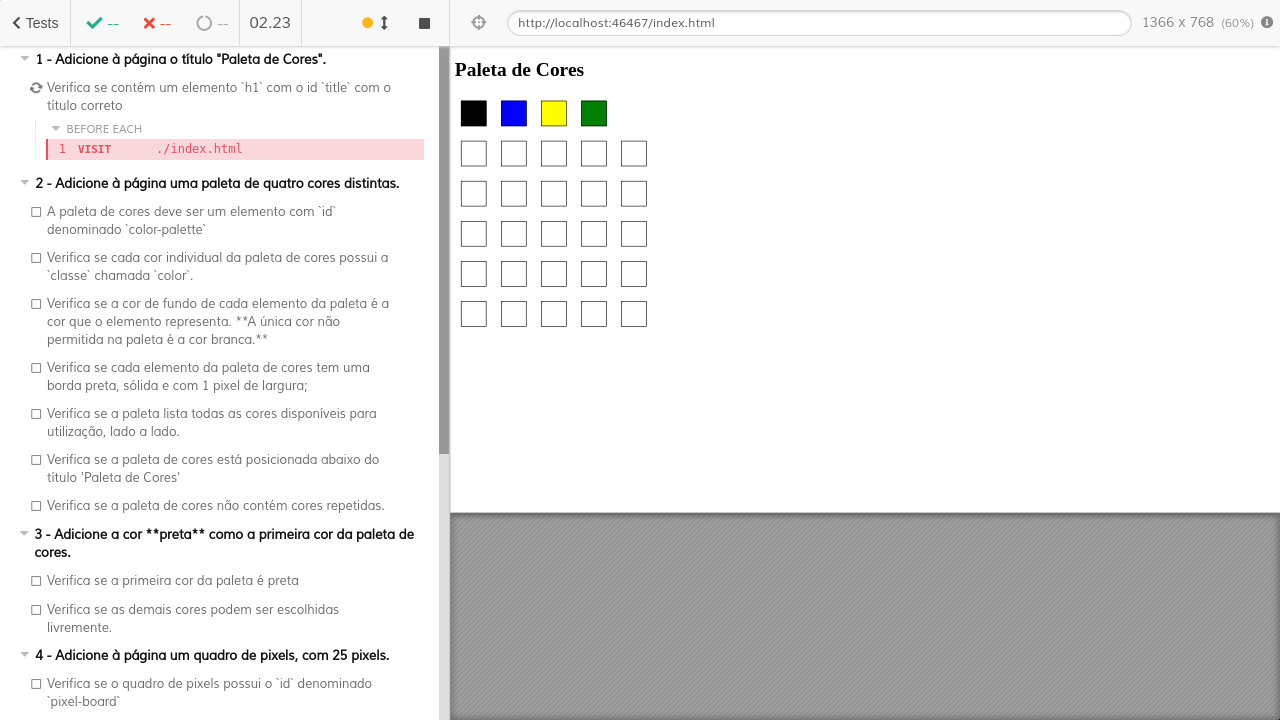 Tests
--
--
--
02.23
http://localhost:46467/index.html
1366 x 768 (60%)
1 - Adicione à página o título "Paleta de Cores".
Verifica se contém um elemento `h1` com o id `title` com o
título correto
BEFORE EACH
1 VISIT ./index.html
2 - Adicione à página uma paleta de quatro cores distintas.
A paleta de cores deve ser um elemento com `id`
denominado `color-palette`
Verifica se cada cor individual da paleta de cores possui a
`classe` chamada `color`.
Verifica se a cor de fundo de cada elemento da paleta é a
cor que o elemento representa. **A única cor não
permitida na paleta é a cor branca.**
Verifica se cada elemento da paleta de cores tem uma
borda preta, sólida e com 1 pixel de largura;
Verifica se a paleta lista todas as cores disponíveis para
utilização, lado a lado.
Verifica se a paleta de cores está posicionada abaixo do
título 'Paleta de Cores'
Verifica se a paleta de cores não contém cores repetidas.
3 - Adicione a cor **preta** como a primeira cor da paleta de
cores.
Verifica se a primeira cor da paleta é preta
Verifica se as demais cores podem ser escolhidas
livremente.
4 - Adicione à página um quadro de pixels, com 25 pixels.
Verifica se o quadro de pixels possui o `id` denominado
`pixel-board`
Paleta de Cores